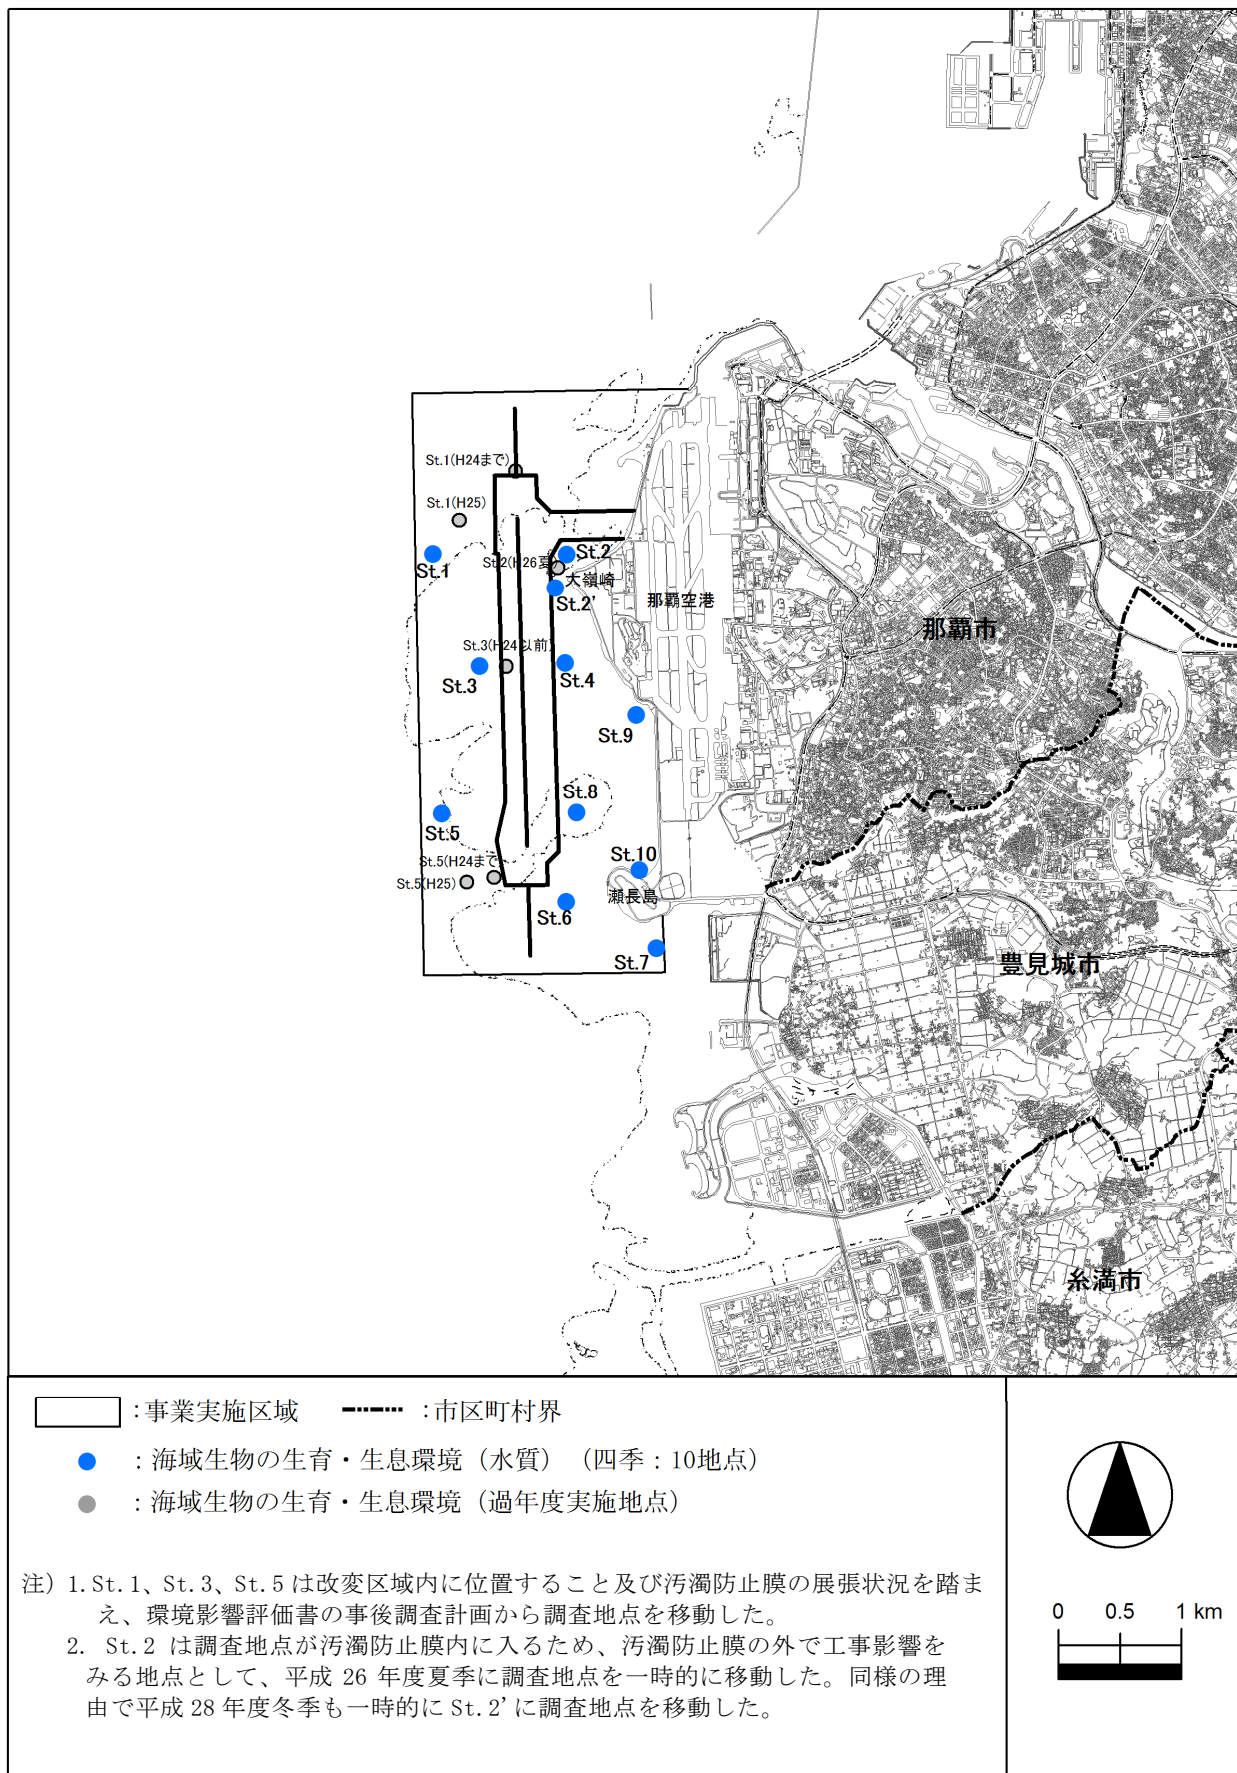 St.1(H24まで)
St.1(H25)
St.1
St.2(H26夏)
St.2
大嶺崎
St.2'
那覇空港
那覇市
St.3(H24以前)
St.3
St.4
St.9
St.8
St.5
St.5(H24まで
St.5(H25)
St.10
瀬長島
St.6
St.7
豊見城市
糸満市
：事業実施区域
：市区町村界
：海域生物の生育・生息環境（水質）（四季：10地点）
：海域生物の生育・生息環境（過年度実施地点）
注）1.St.1、St.3、St.5は改変区域内に位置すること及び汚濁防止膜の展張状況を踏ま
え、環境影響評価書の事後調査計画から調査地点を移動した。
2. St.2 は調査地点が汚濁防止膜内に入るため、汚濁防止膜の外で工事影響を
みる地点として、平成 26 年度夏季に調査地点を一時的に移動した。同様の理
由で平成 28 年度冬季も一時的に St.2' に調査地点を移動した。
0 0.5 1 km